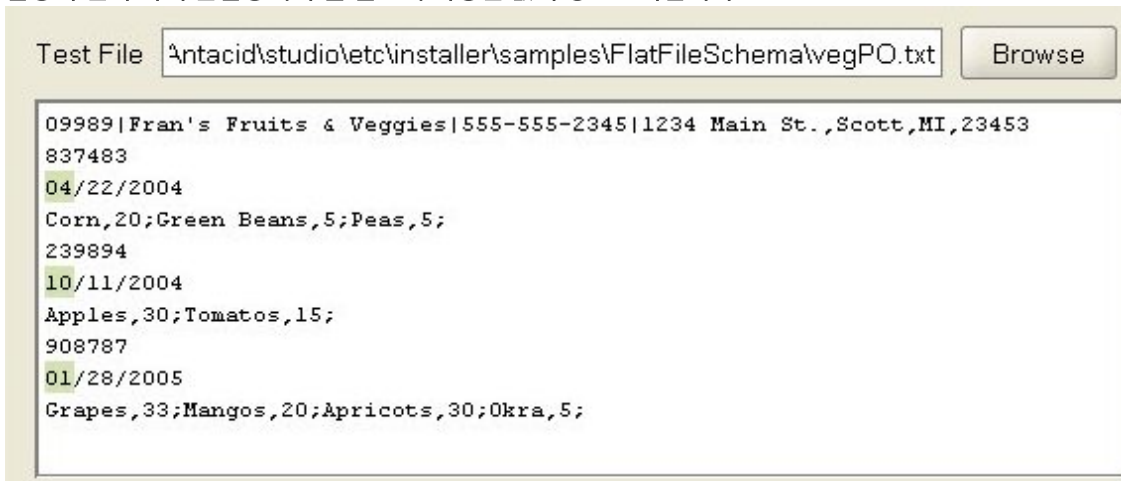 Test File Antacid\studio\etc\installer\samples\FlatFileSchema\vegPO.txt Browse
09989|Fran's Fruits & Veggies|555-555-2345|1234 Main St.,Scott,MI,23453
837483
04/22/2004
Corn,20;Green Beans,5;Peas,5;
239894
10/11/2004
Apples,30;Tomatos,15;
908787
01/28/2005
Grapes,33;Mangos,20;Apricots,30;Okra,5;